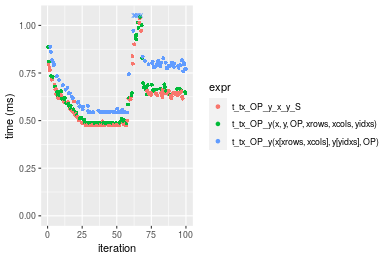 1.00
0.75
0.50
0.25
0.00
time (ms)
0
25
50
75
100
iteration
expr
t_tx_OP_y_x_y_S
t_tx_OP_y(x, y, OP, xrows, xcols, yidxs)
t_tx_OP_y(x[xrows, xcols], y[yidxs], OP)